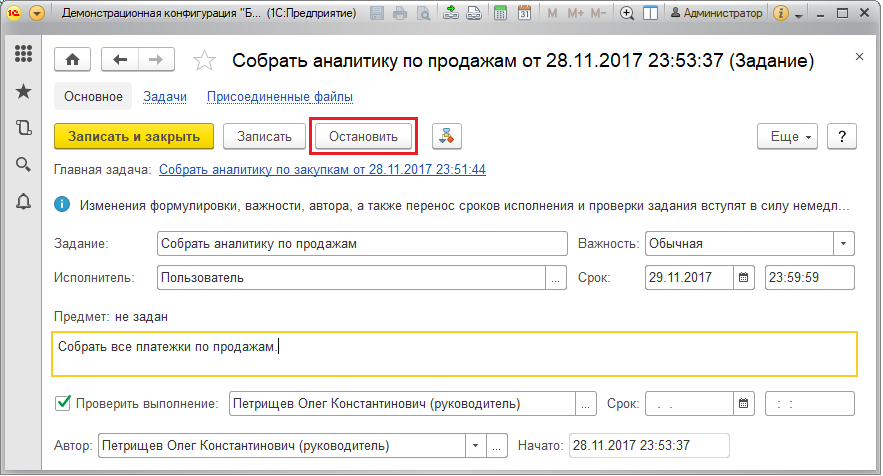 1С Демонстрационная конфигурация "Б... (1С:Предприятие) 31 M M+ M− Администратор i
Собрать аналитику по продажам от 28.11.2017 23:53:37 (Задание)
Основное Задачи Присоединенные файлы
Записать и закрыть Записать Остановить Еще ?
Главная задача: Собрать аналитику по закупкам от 28.11.2017 23:51:44
Изменения формулировки, важности, автора, а также перенос сроков исполнения и проверки задания вступят в силу немедл...
Задание: Собрать аналитику по продажам Важность: Обычная
Исполнитель: Пользователь ... Срок: 29.11.2017 23:59:59
Предмет: не задан
Собрать все платежки по продажам.
Проверить выполнение: Петрищев Олег Константинович (руководитель) ... Срок: . . : :
Автор: Петрищев Олег Константинович (руководитель) ... Начато: 28.11.2017 23:53:37